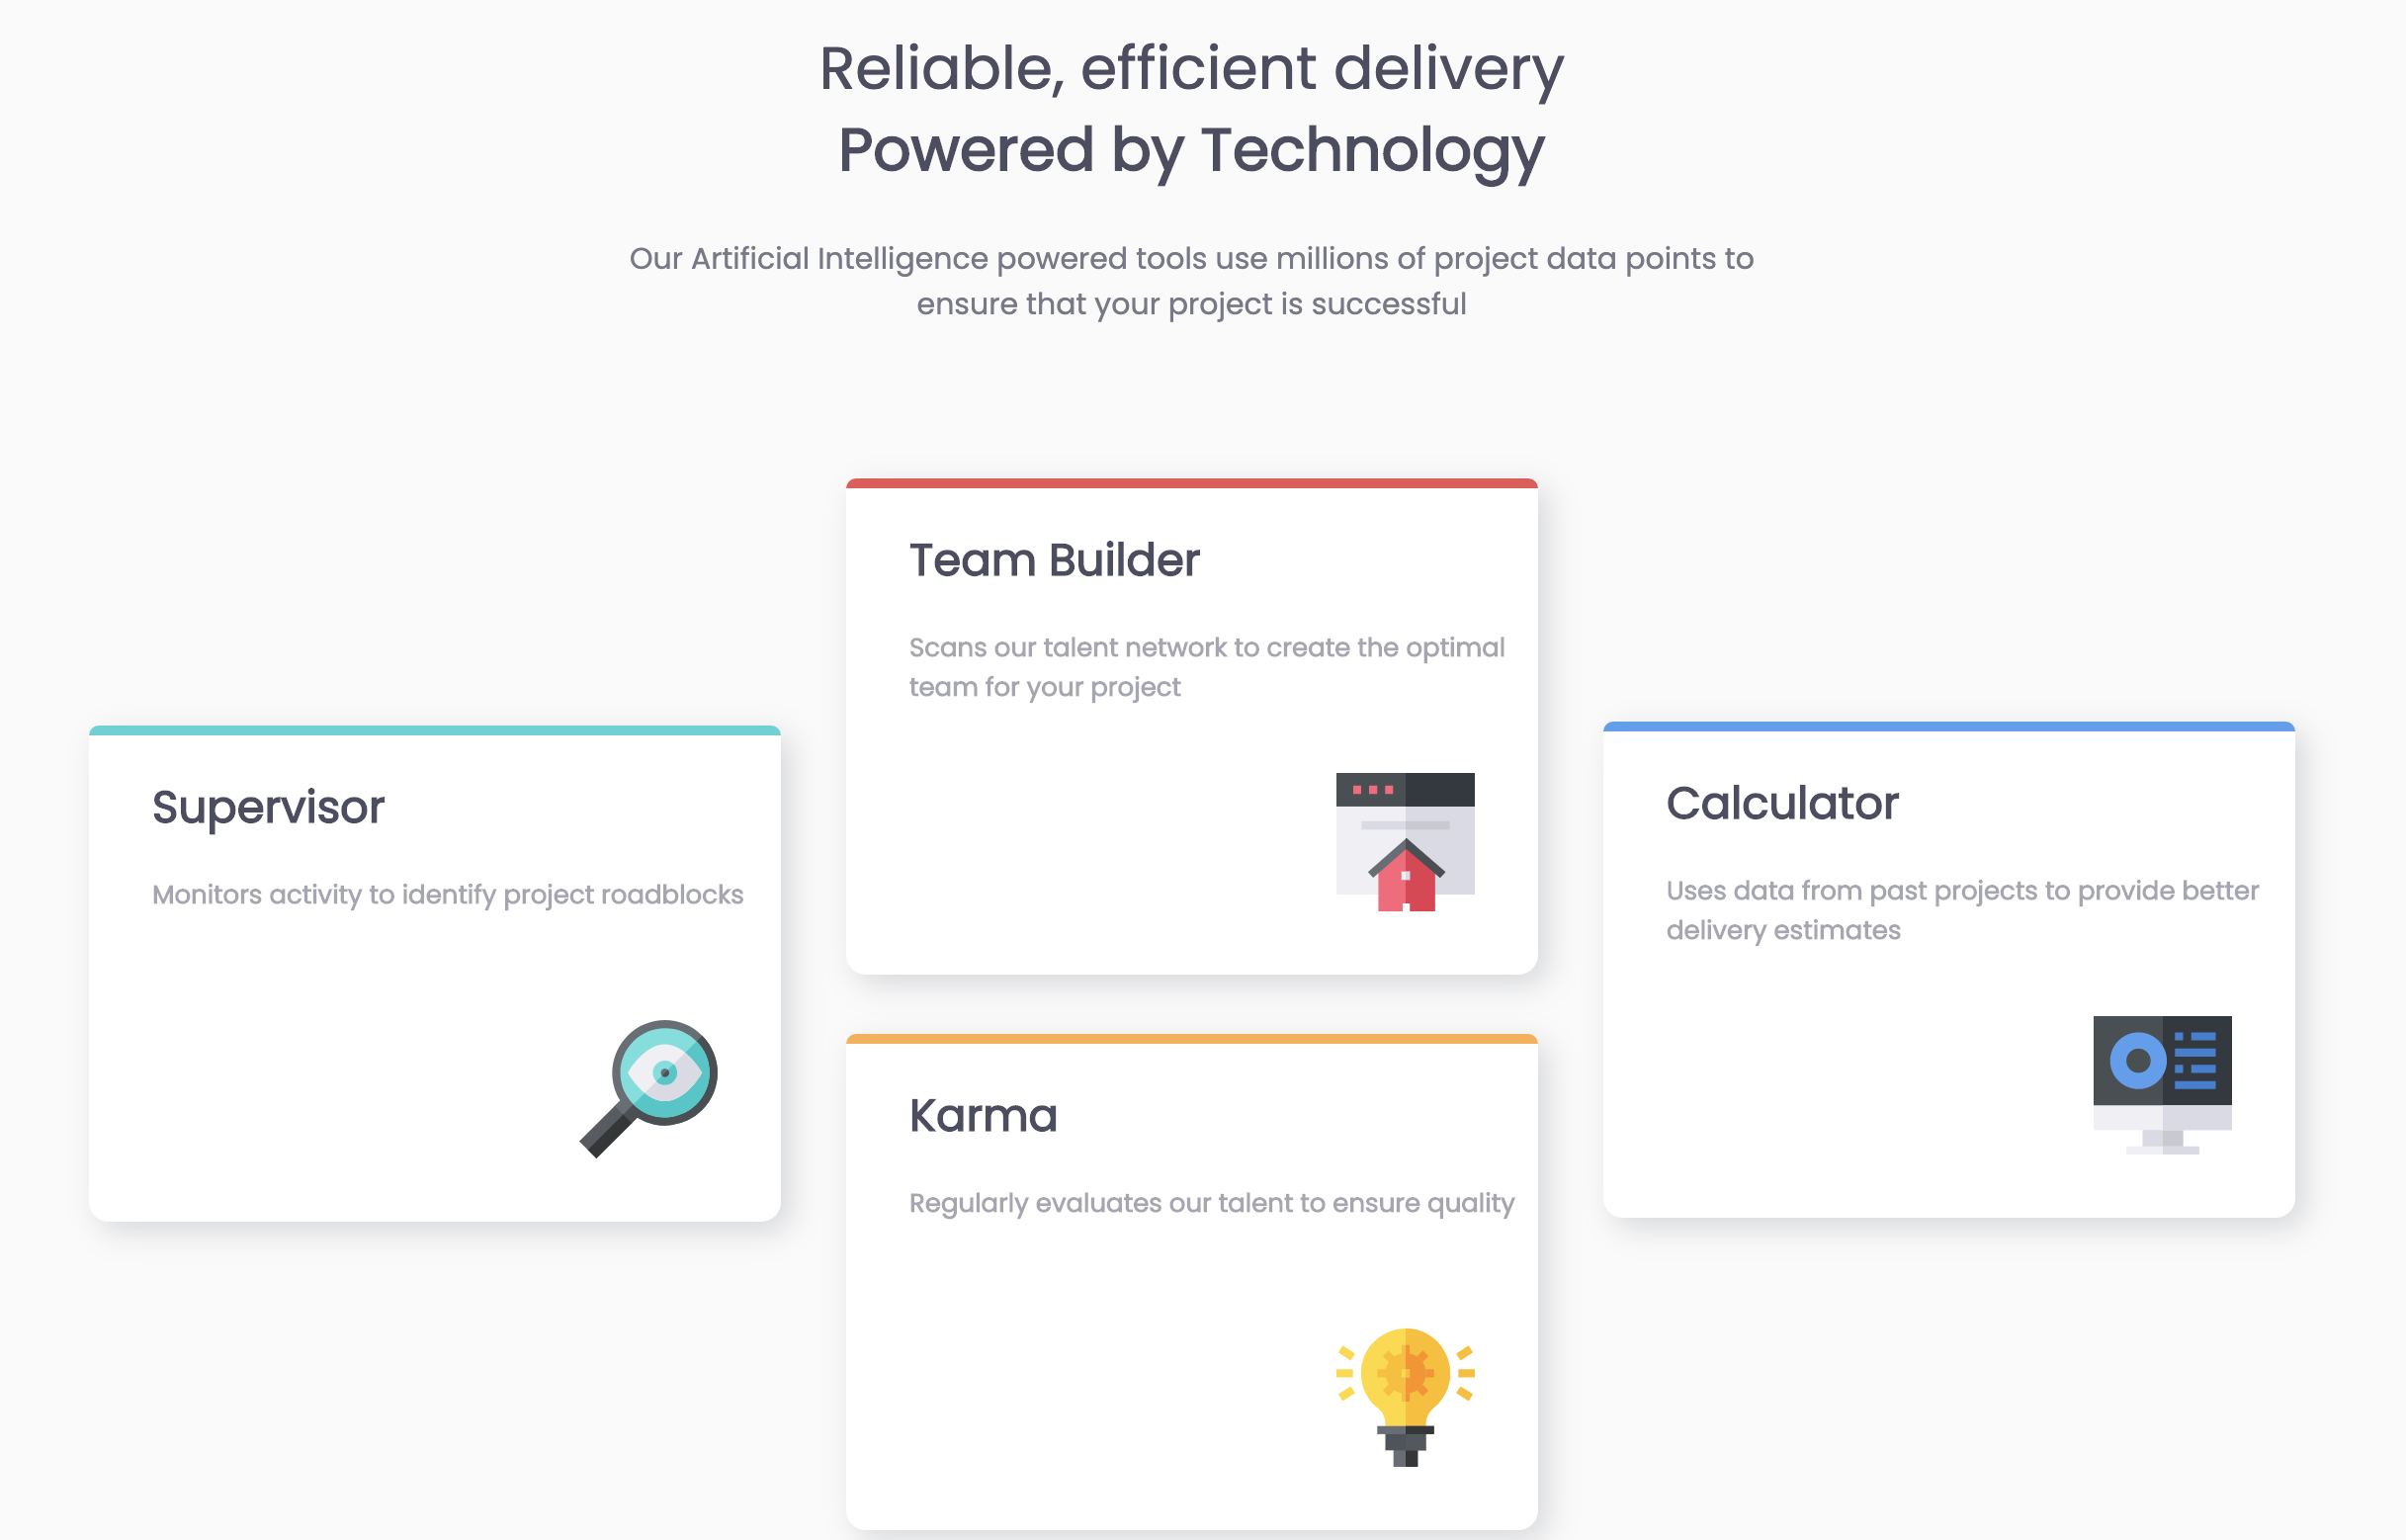 Reliable, efficient delivery
Powered by Technology
Our Artificial Intelligence powered tools use millions of project data points to
ensure that your project is successful
Supervisor
Monitors activity to identify project roadblocks
Team Builder
Scans our talent network to create the optimal
team for your project
Karma
Regularly evaluates our talent to ensure quality
Calculator
Uses data from past projects to provide better
delivery estimates